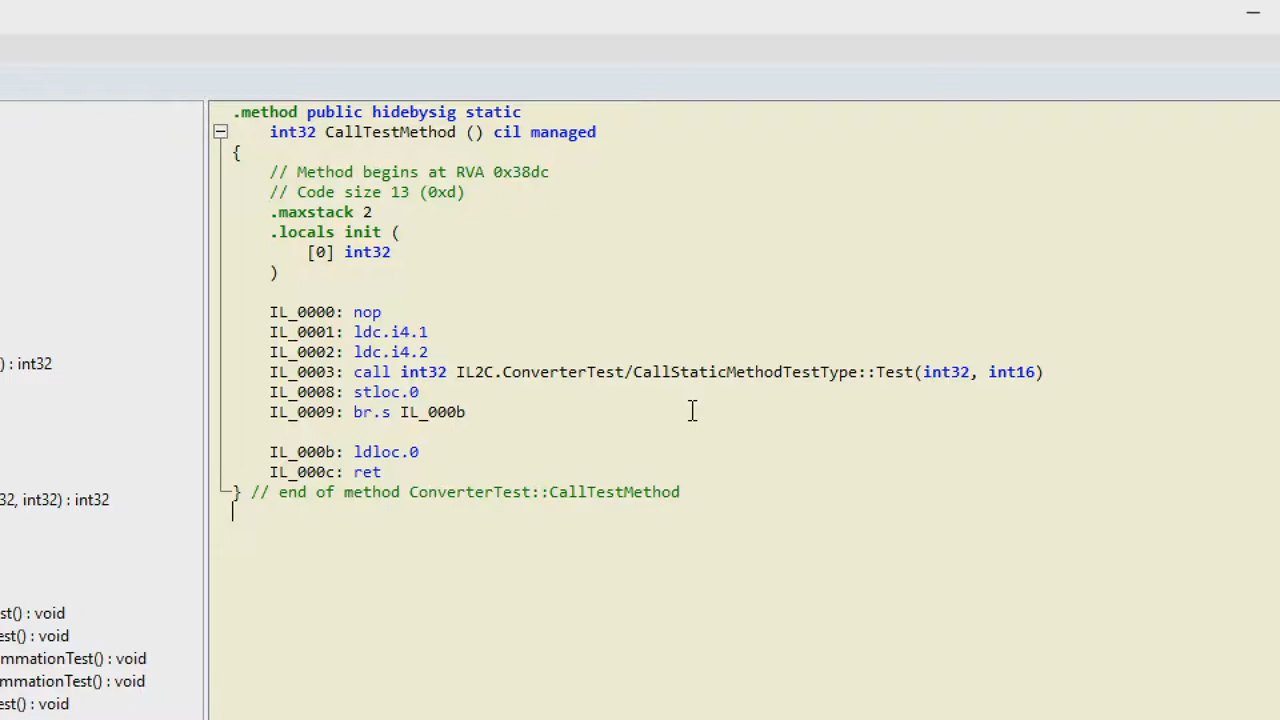 .method public hidebysig static
int32 CallTestMethod () cil managed
{
// Method begins at RVA 0x38dc
// Code size 13 (0xd)
.maxstack 2
.locals init (
[0] int32
)
IL_0000: nop
IL_0001: ldc.i4.1
IL_0002: ldc.i4.2
IL_0003: call int32 IL2C.ConverterTest/CallStaticMethodTestType::Test(int32, int16)
IL_0008: stloc.0
IL_0009: br.s IL_000b
IL_000b: ldloc.0
IL_000c: ret
} // end of method ConverterTest::CallTestMethod
) : int32
32, int32) : int32
st() : void
est() : void
mmationTest() : void
mmationTest() : void
est() : void